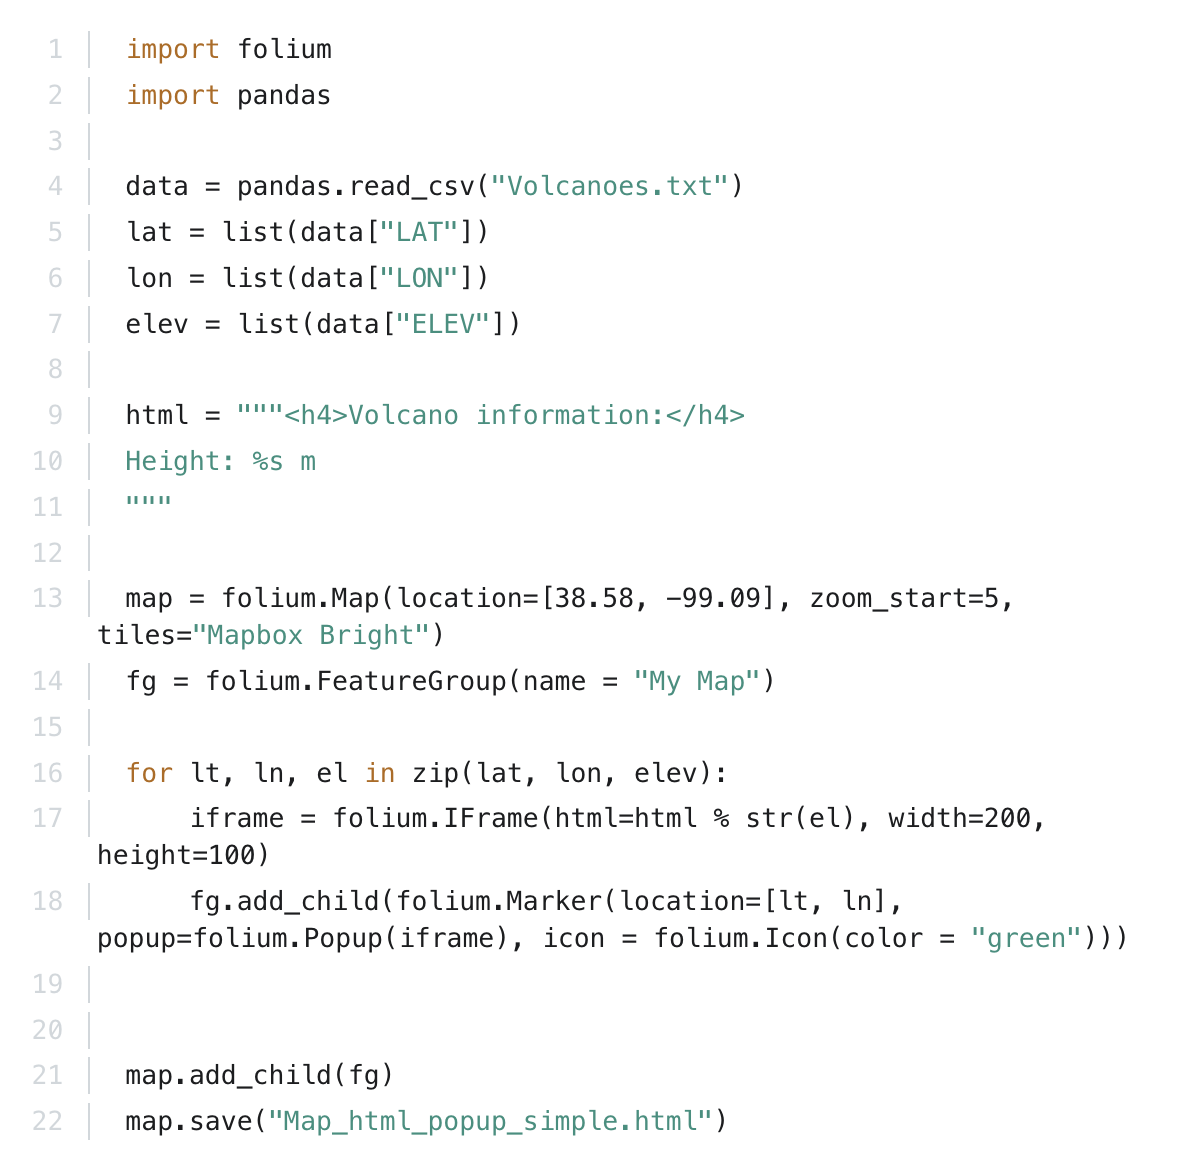 1 import folium
2 import pandas
3
4 data = pandas.read_csv("Volcanoes.txt")
5 lat = list(data["LAT"])
6 lon = list(data["LON"])
7 elev = list(data["ELEV"])
8
9 html = """<h4>Volcano information:</h4>
10 Height: %s m
11 """
12
13 map = folium.Map(location=[38.58, -99.09], zoom_start=5,
tiles="Mapbox Bright")
14 fg = folium.FeatureGroup(name = "My Map")
15
16 for lt, ln, el in zip(lat, lon, elev):
17     iframe = folium.IFrame(html=html % str(el), width=200,
height=100)
18     fg.add_child(folium.Marker(location=[lt, ln],
popup=folium.Popup(iframe), icon = folium.Icon(color = "green")))
19
20
21 map.add_child(fg)
22 map.save("Map_html_popup_simple.html")